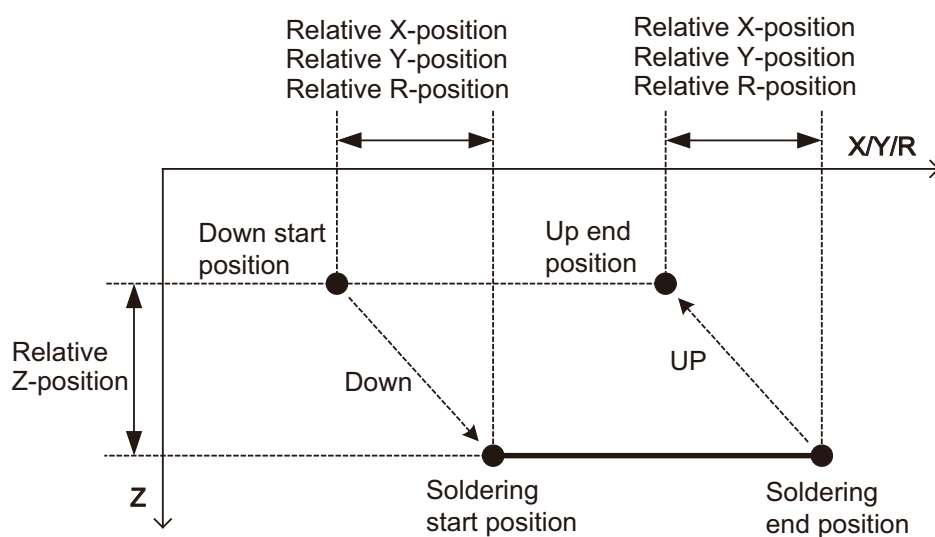 Relative X-position
Relative Y-position
Relative R-position
Relative X-position
Relative Y-position
Relative R-position
X/Y/R
Down start
position
Up end
position
Relative
Z-position
Down
UP
Z
Soldering
start position
Soldering
end position